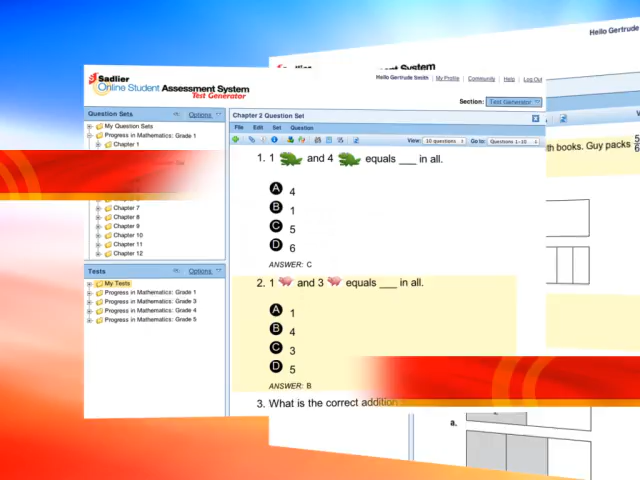 Hello Gertrude
System
Sadlier
Online Student Assessment System
Test Generator
Hello Gertrude Smith | My Profile | Community | Help | Log Out
Section: Test Generator
Question Sets Options
My Question Sets
Progress in Mathematics: Grade 1
Chapter 1
Chapter 7
Chapter 8
Chapter 9
Chapter 10
Chapter 11
Chapter 12
Tests Options
My Tests
Progress in Mathematics: Grade 1
Progress in Mathematics: Grade 3
Progress in Mathematics: Grade 4
Progress in Mathematics: Grade 5
Chapter 2 Question Set
File Edit Set Question
View: 10 questions Go to: Questions 1-10
1. 1 and 4 equals ___ in all.
A 4
B 1
C 5
D 6
ANSWER: C
2. 1 and 3 equals ___ in all.
A 1
B 4
C 3
D 5
ANSWER: B
3. What is the correct addition
th books. Guy packs 5/6
a.